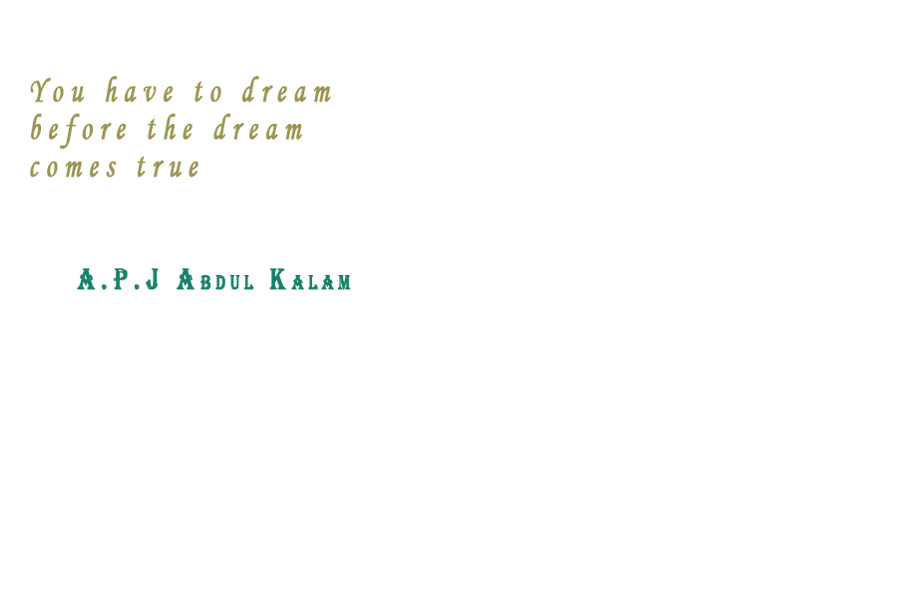 You have to dream
before the dream
comes true
A.P.J Abdul Kalam